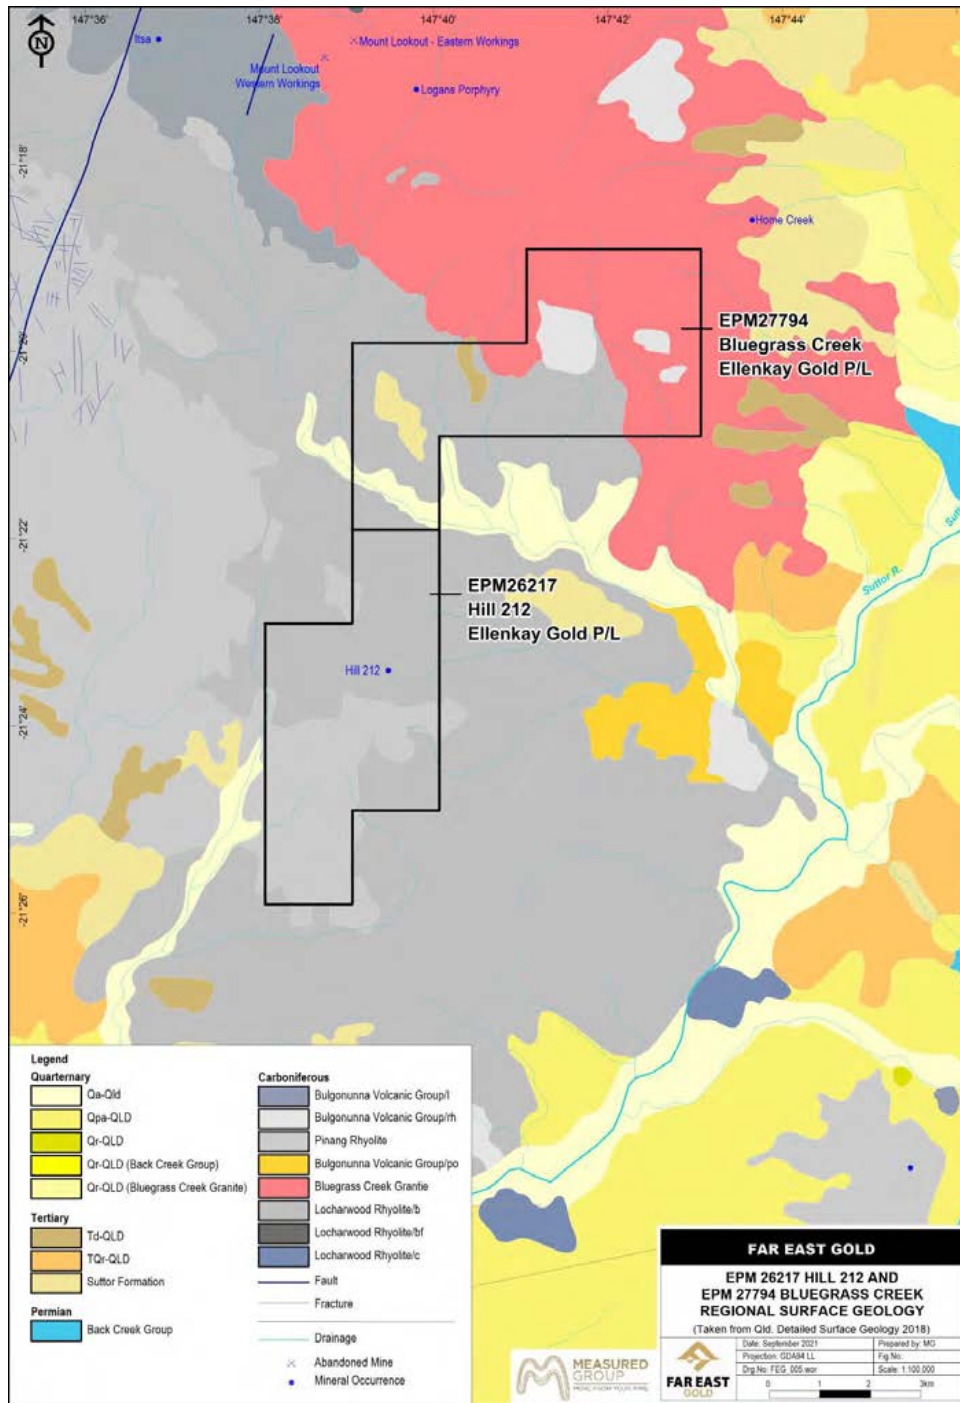 147°36'
147°38'
147°40'
147°42'
147°44'
N
Itsa
Mount Lookout - Eastern Workings
Mount Lookout
Western Workings
Logans Porphyry
-21°18'
Home Creek
-21°20'
EPM27794
Bluegrass Creek
Ellenkay Gold P/L
-21°22'
Suttor R.
EPM26217
Hill 212
Ellenkay Gold P/L
Hill 212
-21°24'
-21°26'
Legend
Quarternary
Qa-Qld
Qpa-QLD
Qr-QLD
Qr-QLD (Back Creek Group)
Qr-QLD (Bluegrass Creek Granite)
Tertiary
Td-QLD
TQr-QLD
Suttor Formation
Permian
Back Creek Group
Carboniferous
Bulgonunna Volcanic Group/l
Bulgonunna Volcanic Group/rh
Pinang Rhyolite
Bulgonunna Volcanic Group/po
Bluegrass Creek Grantie
Locharwood Rhyolite/b
Locharwood Rhyolite/bf
Locharwood Rhyolite/c
Fault
Fracture
Drainage
Abandoned Mine
Mineral Occurrence
MEASURED
GROUP
FAR EAST GOLD
EPM 26217 HILL 212 AND
EPM 27794 BLUEGRASS CREEK
REGIONAL SURFACE GEOLOGY
(Taken from Qld. Detailed Surface Geology 2018)
FAR EAST
GOLD
Date: September 2021
Prepared by: MG
Projection: GDA94 LL
Fig No:
Drg No: FEG_005.wor
Scale: 1:100,000
0 1 2 3km